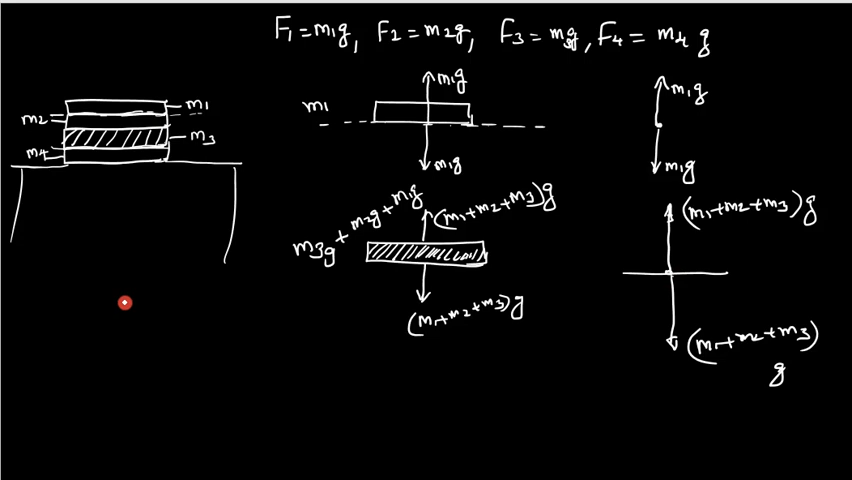 F1 = m1g, F2 = m2g, F3 = m3g, F4 = m4 g
m1
m2
m3
m4
m1
m1g
m1g
m1g
m1g
m3g + m2g + m1g
(m1+m2+m3)g
(m1+m2+m3)g
(m1+m2+m3)g
(m1+m2+m3)
g